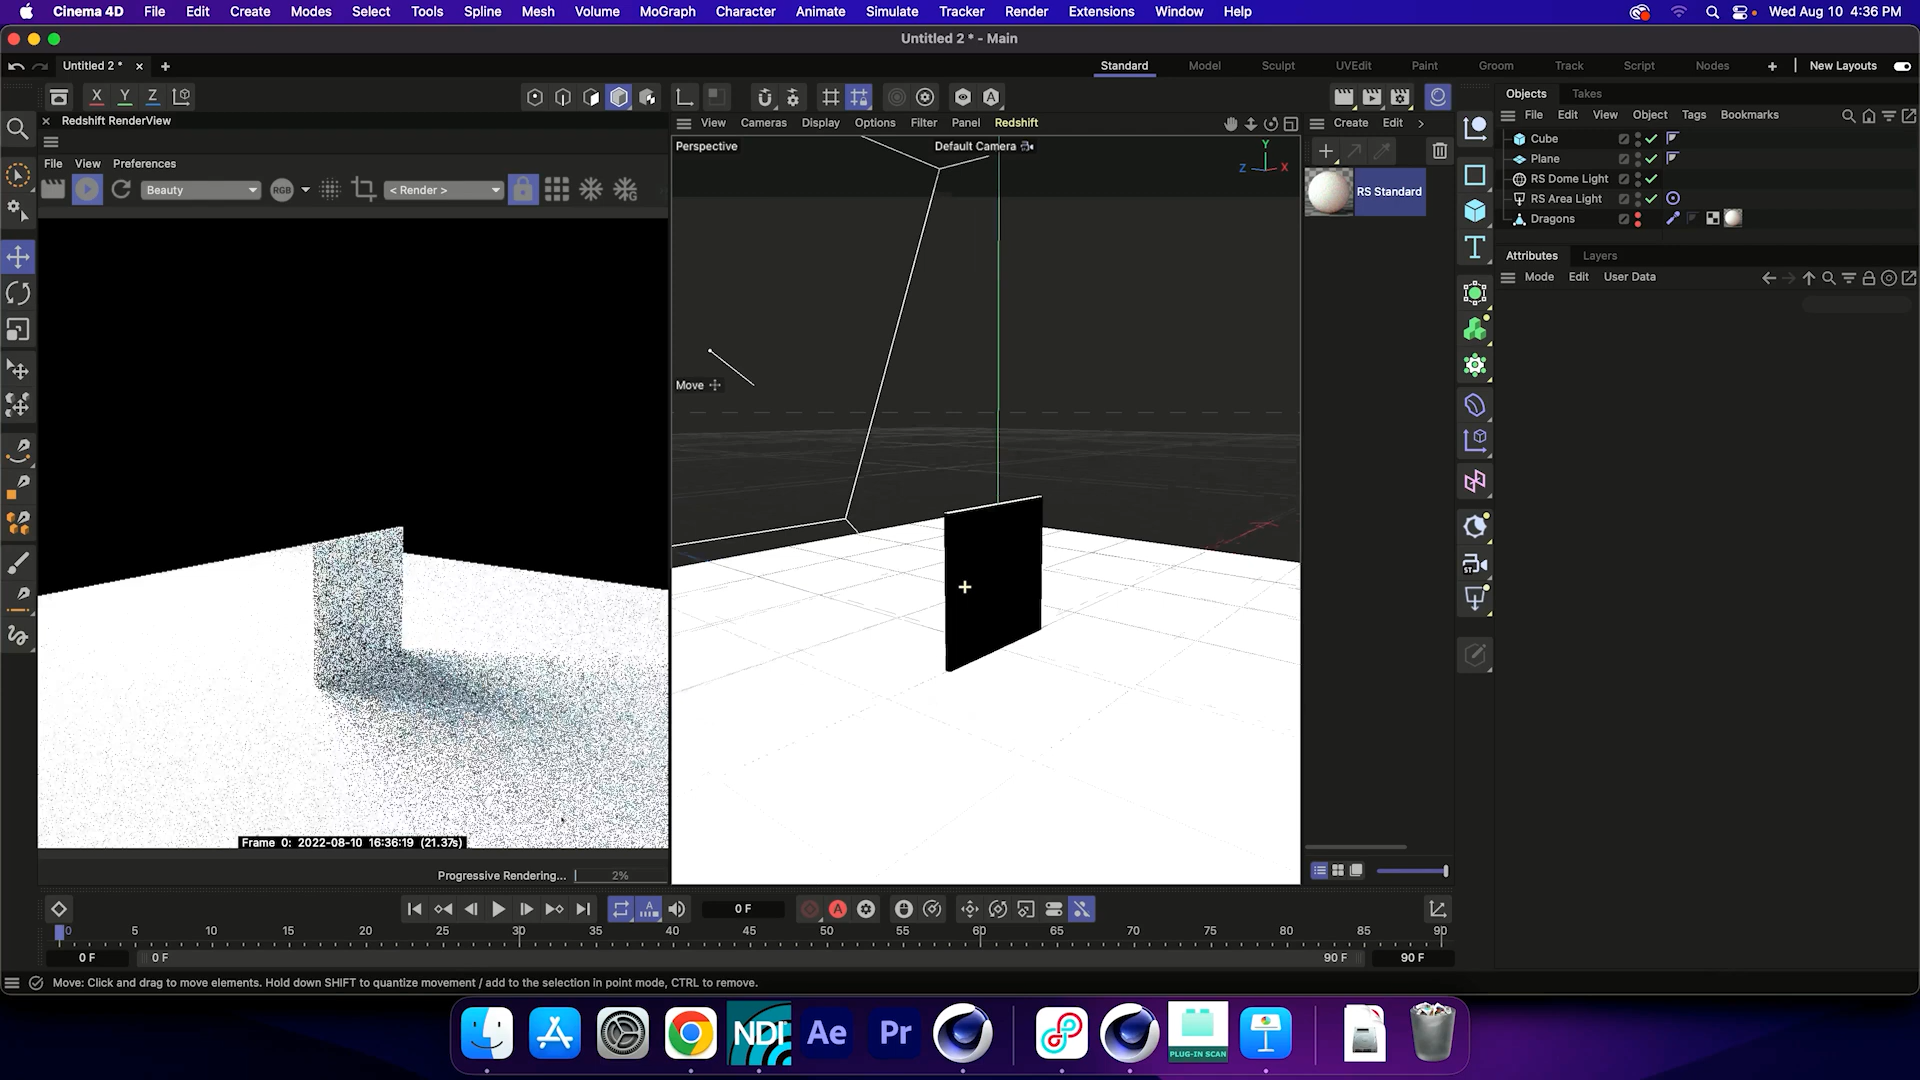 Cinema 4D File Edit Create Modes Select Tools Spline Mesh Volume MoGraph Character Animate Simulate Tracker Render Extensions Window Help Wed Aug 10 4:36 PM
Untitled 2 * - Main
Untitled 2 * Standard Model Sculpt UVEdit Paint Groom Track Script Nodes New Layouts
X Y Z
Objects Takes
Redshift RenderView
View Cameras Display Options Filter Panel Redshift
Create Edit
File Edit View Object Tags Bookmarks
Perspective
Default Camera
Y
Z X
File View Preferences
Beauty
RGB
< Render >
RS Standard
Cube
Plane
RS Dome Light
RS Area Light
Dragons
Attributes Layers
Mode Edit User Data
Move
ST
Frame 0: 2022-08-10 16:36:19 (21.37s)
Progressive Rendering... 2%
0 F
0 5 10 15 20 25 30 35 40 45 50 55 60 65 70 75 80 85 90
0 F 0 F 90 F 90 F
Move: Click and drag to move elements. Hold down SHIFT to quantize movement / add to the selection in point mode, CTRL to remove.
NDI Ae Pr
PLUG-IN SCAN